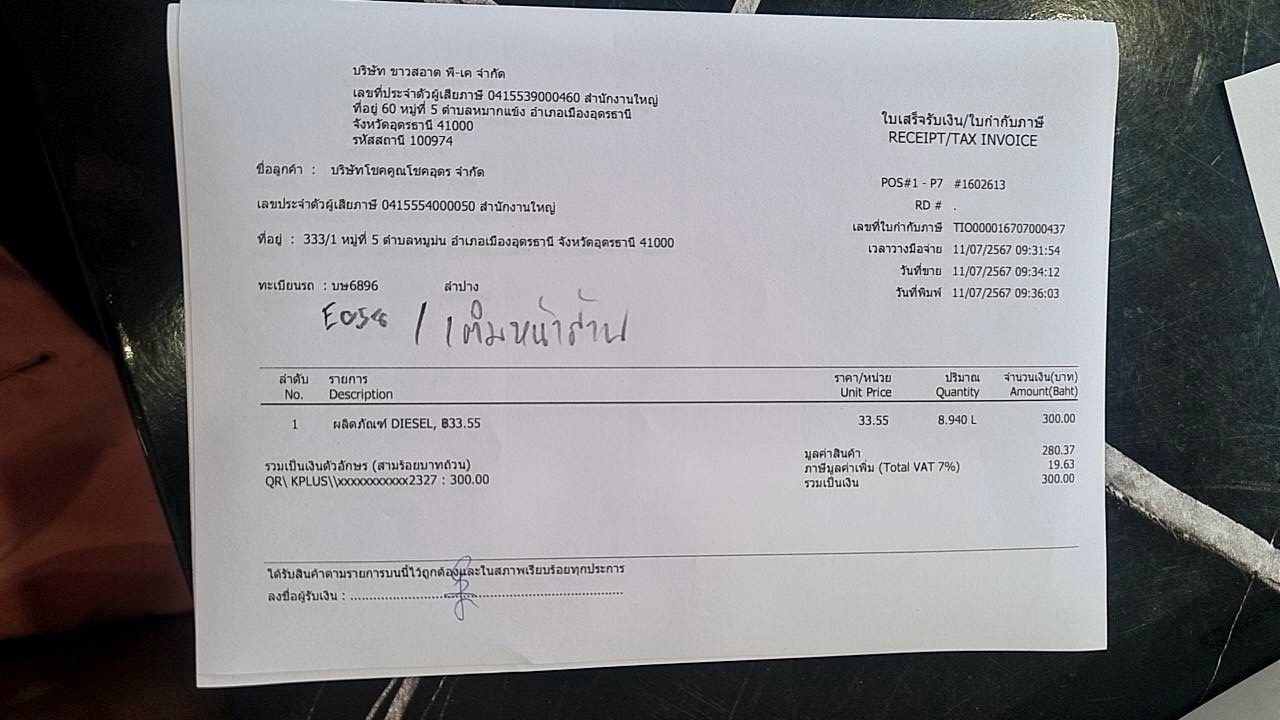 บริษัท ขาวสอาด พี-เค จำกัด
เลขที่ประจำตัวผู้เสียภาษี 0415539000460 สำนักงานใหญ่
ที่อยู่ 60 หมู่ที่ 5 ตำบลหมากแข้ง อำเภอเมืองอุดรธานี
จังหวัดอุดรธานี 41000
รหัสสถานี 100974
ใบเสร็จรับเงิน/ใบกำกับภาษี
RECEIPT/TAX INVOICE
ชื่อลูกค้า : บริษัทโชคคูณโชคอุดร จำกัด
POS#1 - P7 #1602613
RD # .
เลขประจำตัวผู้เสียภาษี 0415554000050 สำนักงานใหญ่
เลขที่ใบกำกับภาษี TIO000016707000437
ที่อยู่ : 333/1 หมู่ที่ 5 ตำบลหมูม่น อำเภอเมืองอุดรธานี จังหวัดอุดรธานี 41000
เวลาวางมือจ่าย 11/07/2567 09:31:54
วันที่ขาย 11/07/2567 09:34:12
วันที่พิมพ์ 11/07/2567 09:36:03
ทะเบียนรถ : บษ6896 ลำปาง
/ เติมหน้าร้าน
ลำดับ รายการ ราคา/หน่วย ปริมาณ จำนวนเงิน(บาท)
No. Description Unit Price Quantity Amount(Baht)
1 ผลิตภัณฑ์ DIESEL, ฿33.55 33.55 8.940 L 300.00
มูลค่าสินค้า 280.37
รวมเป็นเงินตัวอักษร (สามร้อยบาทถ้วน) ภาษีมูลค่าเพิ่ม (Total VAT 7%) 19.63
QR\ KPLUS\\xxxxxxxxxxx2327 : 300.00 รวมเป็นเงิน 300.00
ได้รับสินค้าตามรายการบนนี้ไว้ถูกต้องและในสภาพเรียบร้อยทุกประการ
ลงชื่อผู้รับเงิน :